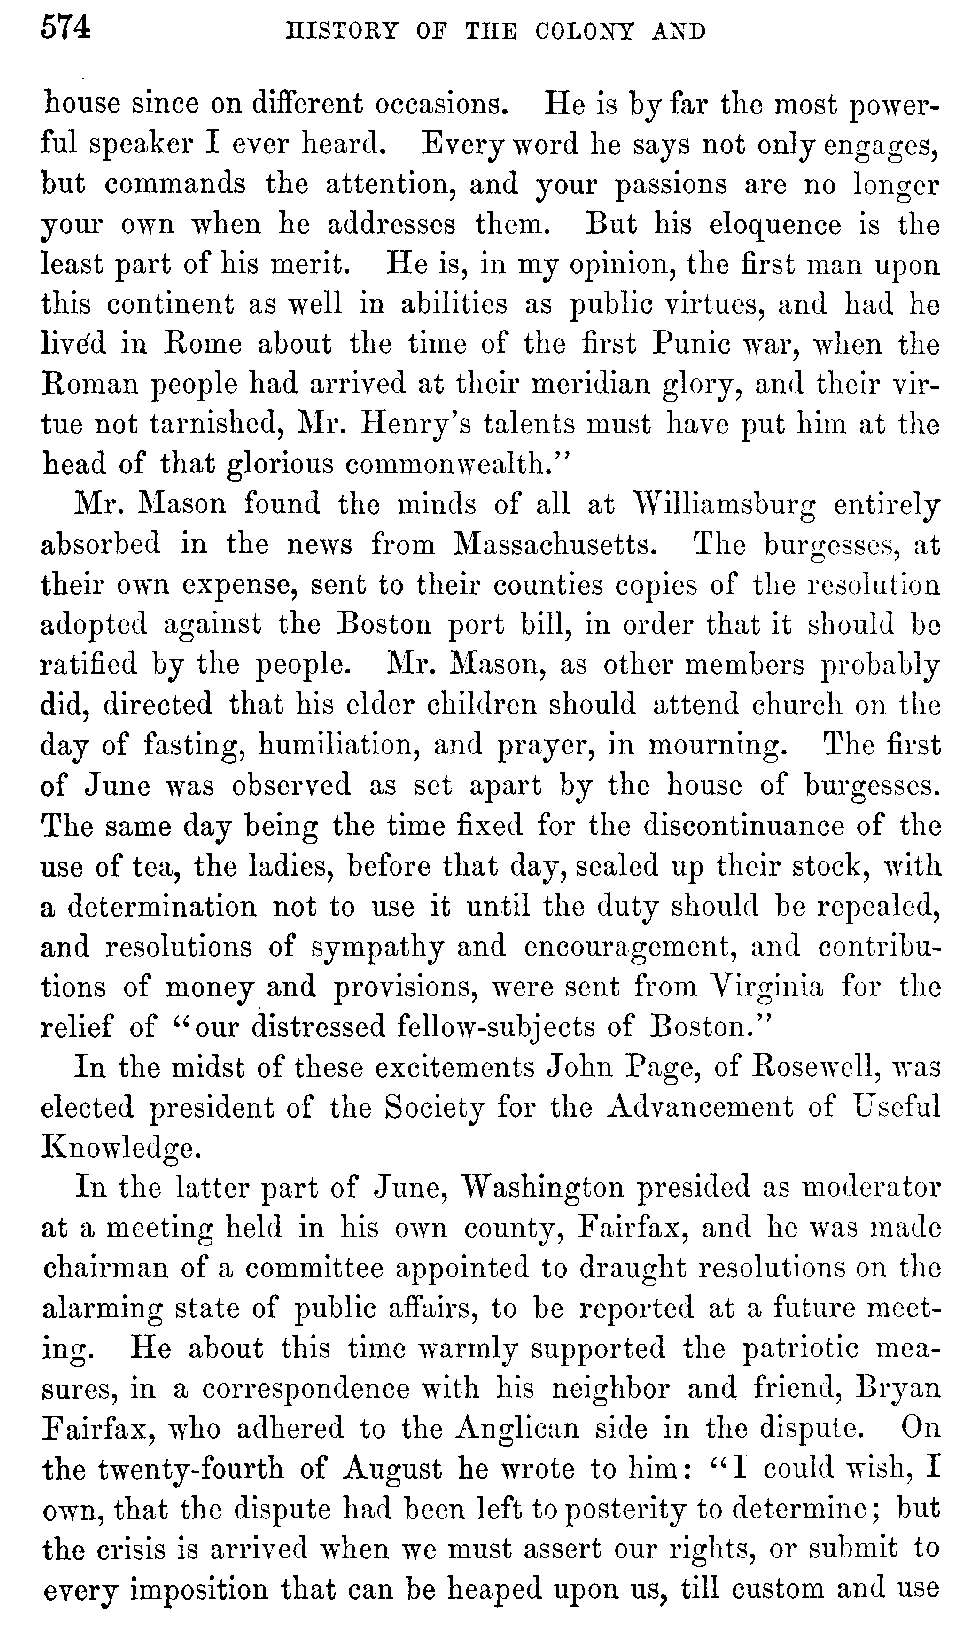 574 HISTORY OF THE COLONY AND
house since on different occasions. He is by far the most power-
ful speaker I ever heard. Every word he says not only engages,
but commands the attention, and your passions are no longer
your own when he addresses them. But his eloquence is the
least part of his merit. He is, in my opinion, the first man upon
this continent as well in abilities as public virtues, and had he
lived in Rome about the time of the first Punic war, when the
Roman people had arrived at their meridian glory, and their vir-
tue not tarnished, Mr. Henry's talents must have put him at the
head of that glorious commonwealth."
Mr. Mason found the minds of all at Williamsburg entirely
absorbed in the news from Massachusetts. The burgesses, at
their own expense, sent to their counties copies of the resolution
adopted against the Boston port bill, in order that it should be
ratified by the people. Mr. Mason, as other members probably
did, directed that his elder children should attend church on the
day of fasting, humiliation, and prayer, in mourning. The first
of June was observed as set apart by the house of burgesses.
The same day being the time fixed for the discontinuance of the
use of tea, the ladies, before that day, sealed up their stock, with
a determination not to use it until the duty should be repealed,
and resolutions of sympathy and encouragement, and contribu-
tions of money and provisions, were sent from Virginia for the
relief of "our distressed fellow-subjects of Boston."
In the midst of these excitements John Page, of Rosewell, was
elected president of the Society for the Advancement of Useful
Knowledge.
In the latter part of June, Washington presided as moderator
at a meeting held in his own county, Fairfax, and he was made
chairman of a committee appointed to draught resolutions on the
alarming state of public affairs, to be reported at a future meet-
ing. He about this time warmly supported the patriotic mea-
sures, in a correspondence with his neighbor and friend, Bryan
Fairfax, who adhered to the Anglican side in the dispute. On
the twenty-fourth of August he wrote to him: "I could wish, I
own, that the dispute had been left to posterity to determine; but
the crisis is arrived when we must assert our rights, or submit to
every imposition that can be heaped upon us, till custom and use